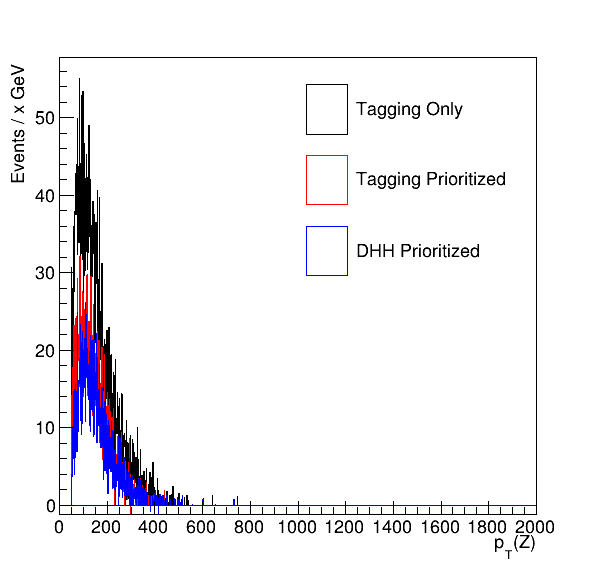 Events / x GeV
50
40
30
20
10
0
Tagging Only
Tagging Prioritized
DHH Prioritized
0 200 400 600 800 1000 1200 1400 1600 1800 2000
p_T(Z)